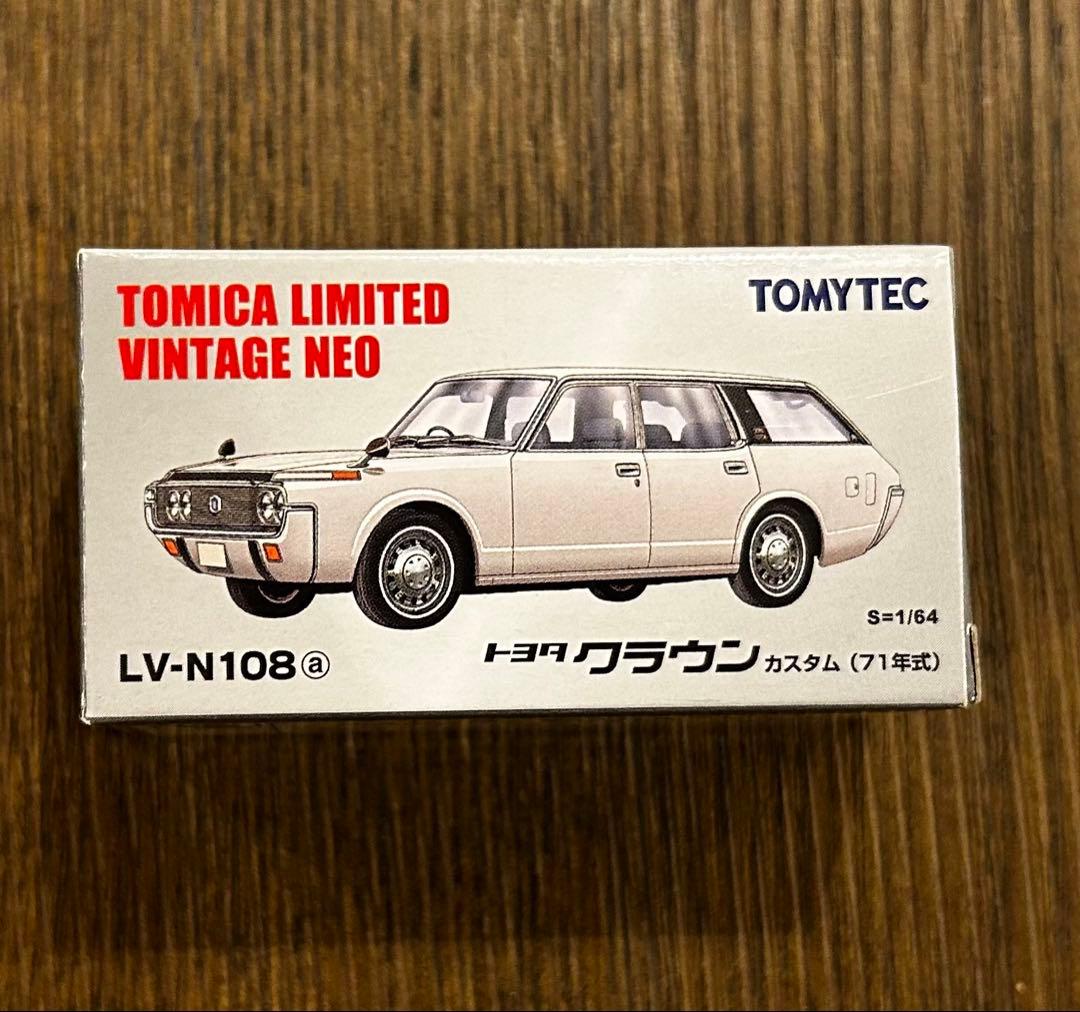 TOMICA LIMITED
VINTAGE NEO
TOMYTEC
S=1/64
LV-N108ⓐ
トヨタ クラウン カスタム (71年式)